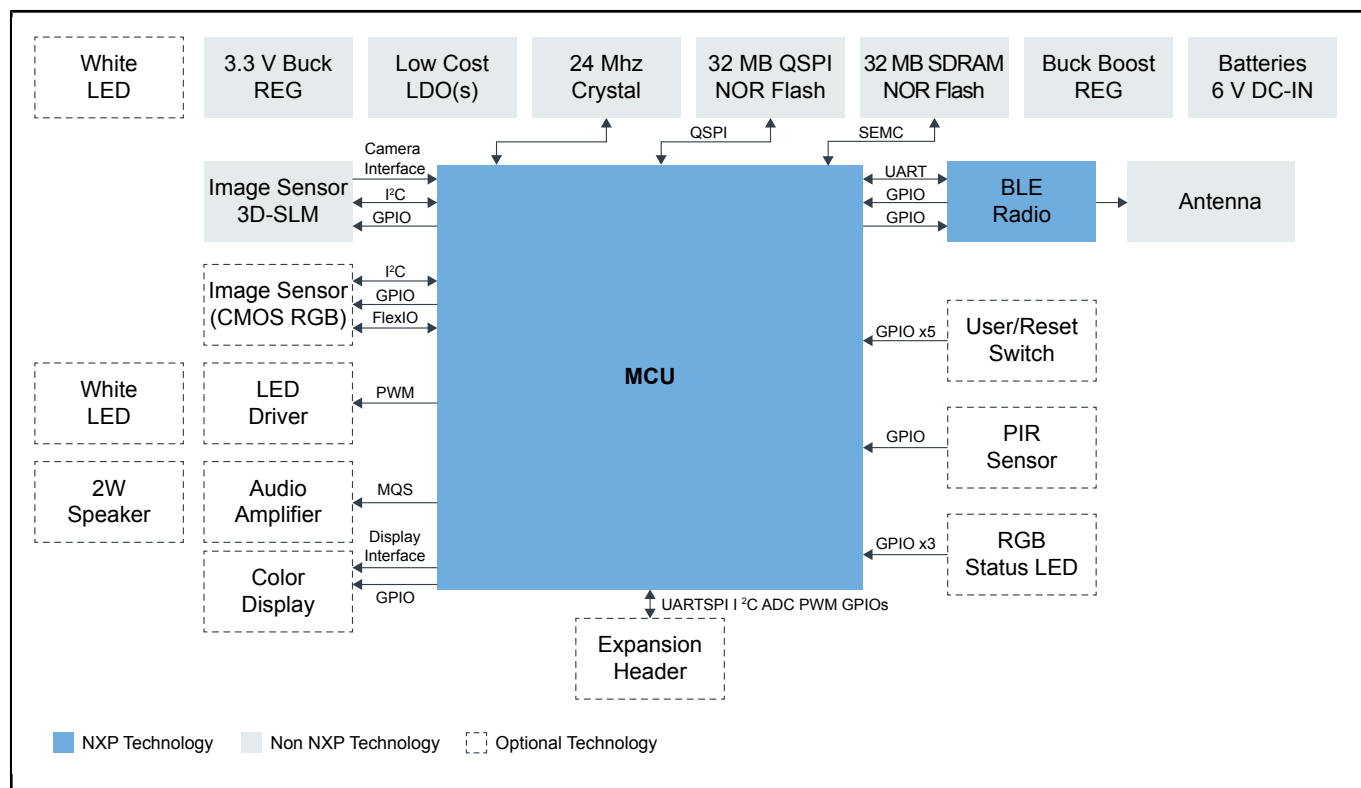 White
LED
3.3 V Buck
REG
Low Cost
LDO(s)
24 Mhz
Crystal
32 MB QSPI
NOR Flash
32 MB SDRAM
NOR Flash
Buck Boost
REG
Batteries
6 V DC-IN
QSPI
SEMC
Camera
Interface
Image Sensor
3D-SLM
I²C
GPIO
UART
GPIO
GPIO
BLE
Radio
Antenna
Image Sensor
(CMOS RGB)
I²C
GPIO
FlexIO
GPIO x5
User/Reset
Switch
MCU
White
LED
LED
Driver
PWM
GPIO
PIR
Sensor
2W
Speaker
Audio
Amplifier
MQS
GPIO x3
RGB
Status LED
Display
Interface
Color
Display
GPIO
UARTSPI I ²C ADC PWM GPIOs
Expansion
Header
NXP Technology
Non NXP Technology
Optional Technology